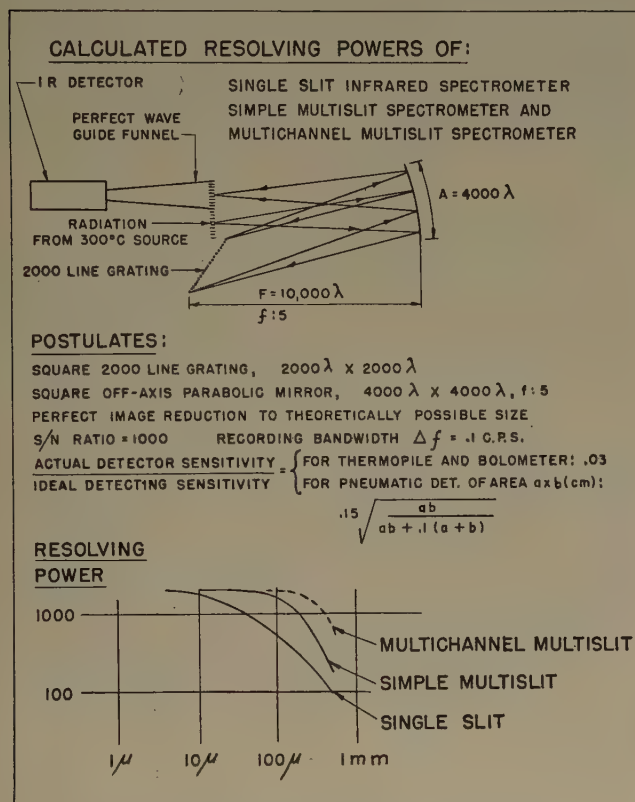 CALCULATED RESOLVING POWERS OF:
IR DETECTOR
SINGLE SLIT INFRARED SPECTROMETER
SIMPLE MULTISLIT SPECTROMETER AND
MULTICHANNEL MULTISLIT SPECTROMETER
PERFECT WAVE
GUIDE FUNNEL
A = 4000 λ
RADIATION
FROM 300°C SOURCE
2000 LINE GRATING
F = 10,000 λ
f:5
POSTULATES:
SQUARE 2000 LINE GRATING, 2000 λ X 2000 λ
SQUARE OFF-AXIS PARABOLIC MIRROR, 4000 λ X 4000 λ, f:5
PERFECT IMAGE REDUCTION TO THEORETICALLY POSSIBLE SIZE
S/N RATIO = 1000 RECORDING BANDWIDTH Δ f = .1 C.P.S.
ACTUAL DETECTOR SENSITIVITY
IDEAL DETECTING SENSITIVITY
= { FOR THERMOPILE AND BOLOMETER: .03
FOR PNEUMATIC DET. OF AREA axb (cm):
.15 √ ab / ab + .1 (a + b)
RESOLVING
POWER
1000
MULTICHANNEL MULTISLIT
SIMPLE MULTISLIT
100
SINGLE SLIT
1μ 10μ 100μ 1mm